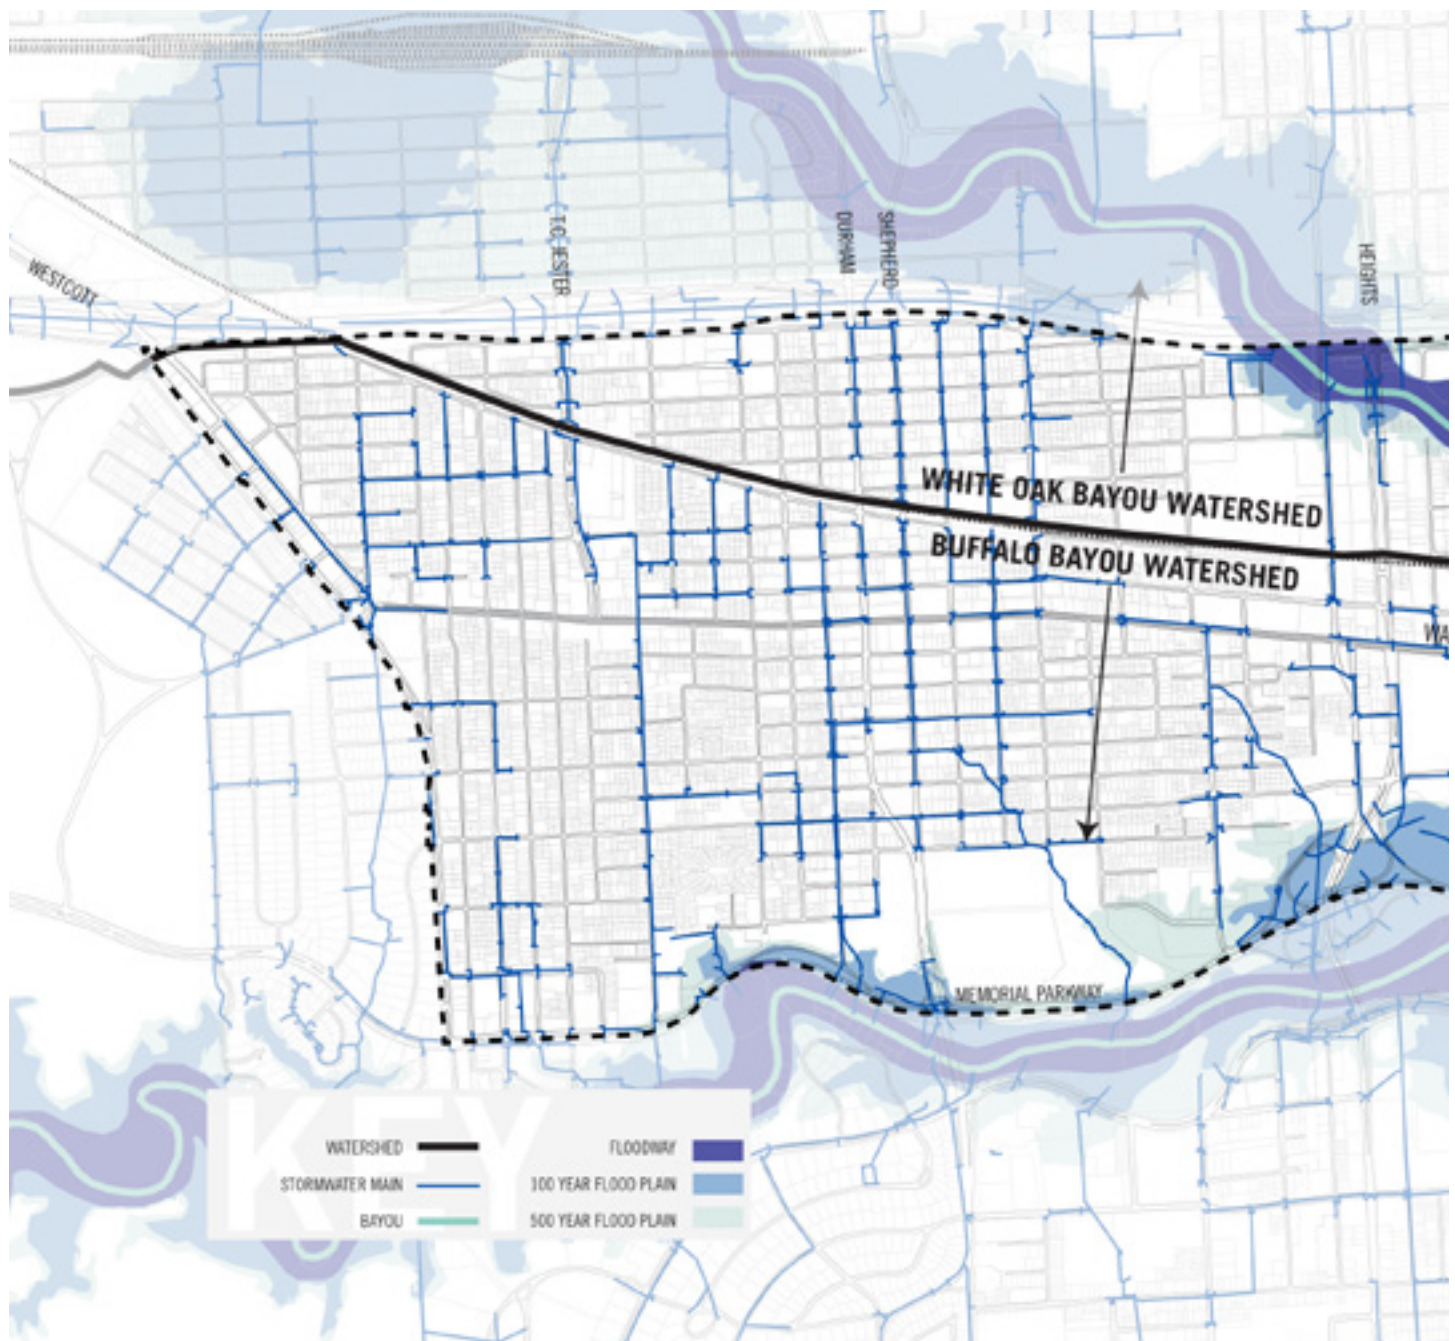 WESTCOTT
T.C. JESTER
DURHAM
SHEPHERD
HEIGHTS
WHITE OAK BAYOU WATERSHED
BUFFALO BAYOU WATERSHED
WA
MEMORIAL PARKWAY
KEY
WATERSHED
STORMWATER MAIN
BAYOU
FLOODWAY
100 YEAR FLOOD PLAIN
500 YEAR FLOOD PLAIN